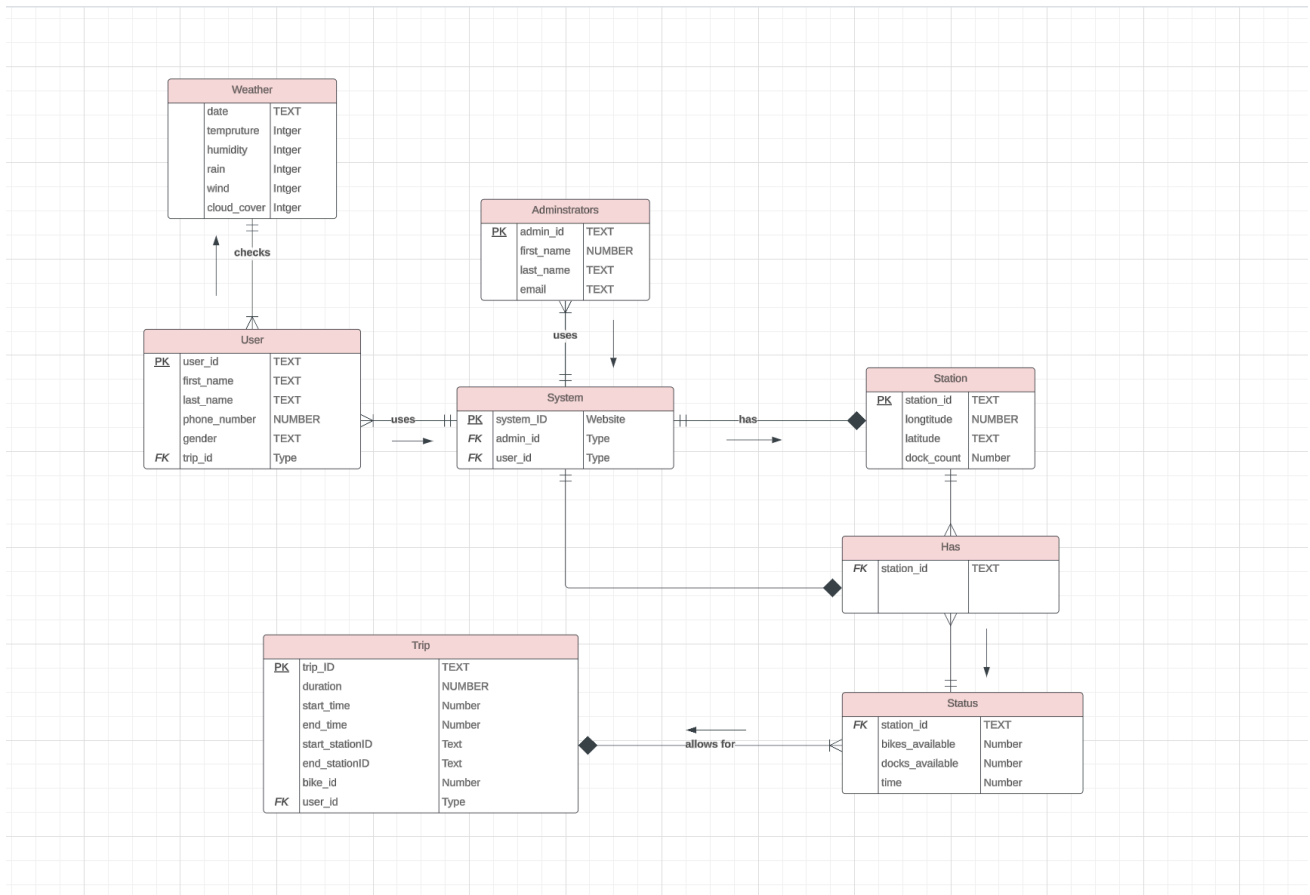 Weather
date TEXT
tempruture Intger
humidity Intger
rain Intger
wind Intger
cloud_cover Intger
checks
Adminstrators
PK admin_id TEXT
first_name NUMBER
last_name TEXT
email TEXT
uses
User
PK user_id TEXT
first_name TEXT
last_name TEXT
phone_number NUMBER
gender TEXT
FK trip_id Type
uses
System
PK system_ID Website
FK admin_id Type
FK user_id Type
has
Station
PK station_id TEXT
longtitude NUMBER
latitude TEXT
dock_count Number
Has
FK station_id TEXT
Trip
PK trip_ID TEXT
duration NUMBER
start_time Number
end_time Number
start_stationID Text
end_stationID Text
bike_id Number
FK user_id Type
allows for
Status
FK station_id TEXT
bikes_available Number
docks_available Number
time Number